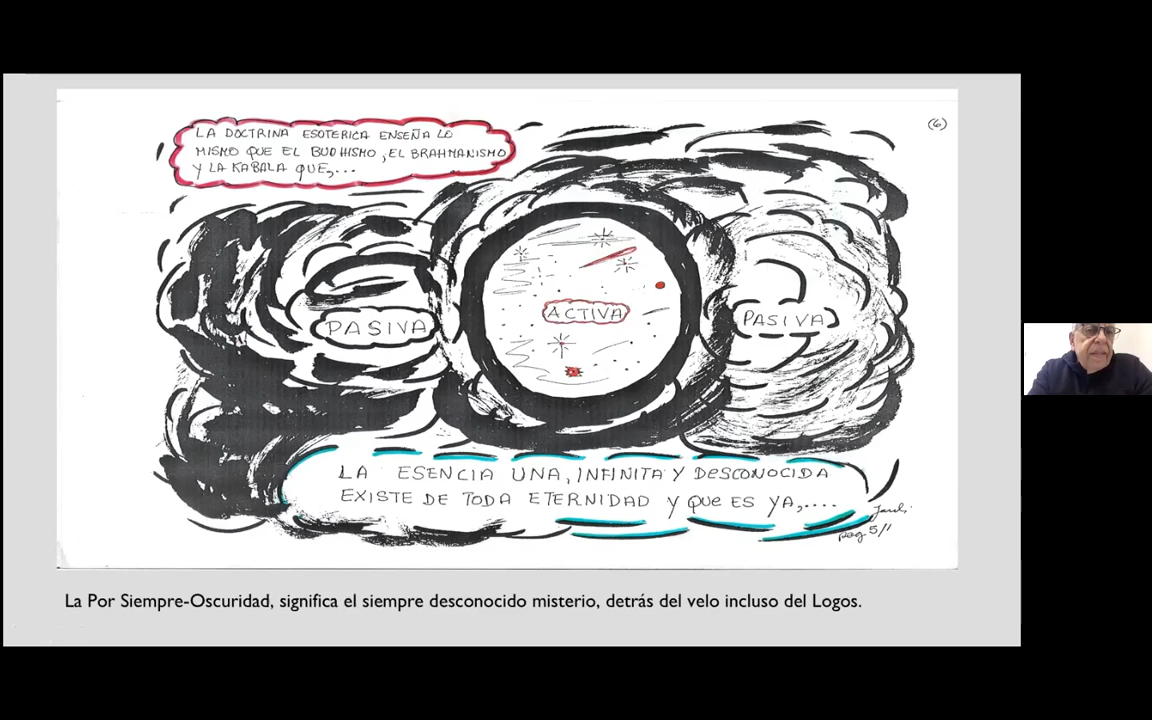 (6)
LA DOCTRINA ESOTERICA ENSEÑA LO
MISMO QUE EL BUDHISMO, EL BRAHMANISMO
Y LA KABALA QUE,...
PASIVA
ACTIVA
PASIVA
LA ESENCIA UNA, INFINITA Y DESCONOCIDA
EXISTE DE TODA ETERNIDAD Y QUE ES YA,....
pag 5/1
La Por Siempre-Oscuridad, significa el siempre desconocido misterio, detrás del velo incluso del Logos.